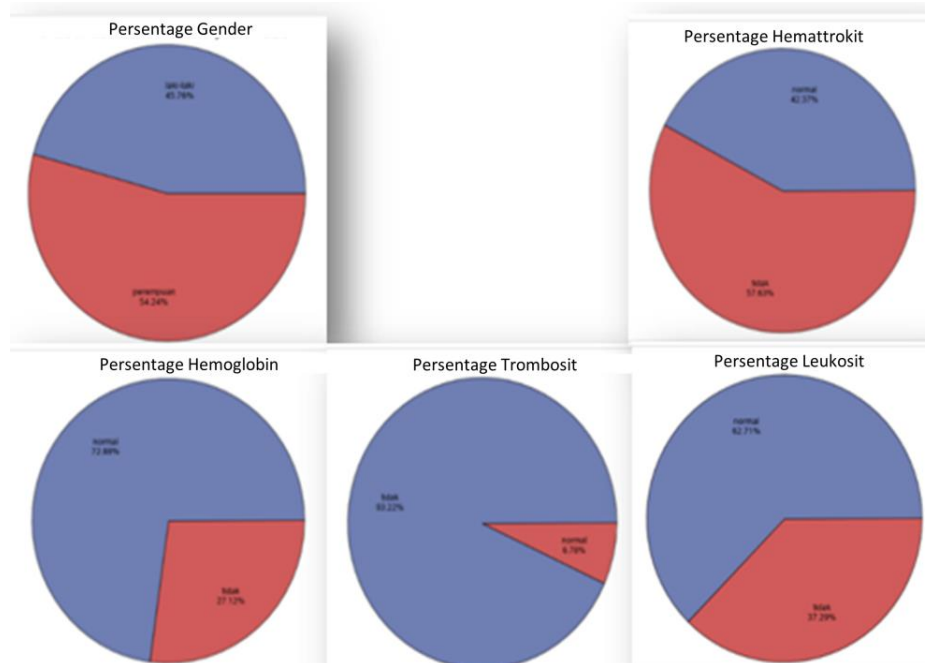 Persentage Gender
laki-laki
45.76%
perempuan
54.24%
Persentage Hemattrokit
normal
42.37%
tidak
57.63%
Persentage Hemoglobin
normal
72.88%
tidak
27.12%
Persentage Trombosit
tidak
93.22%
normal
6.78%
Persentage Leukosit
normal
62.71%
tidak
37.29%